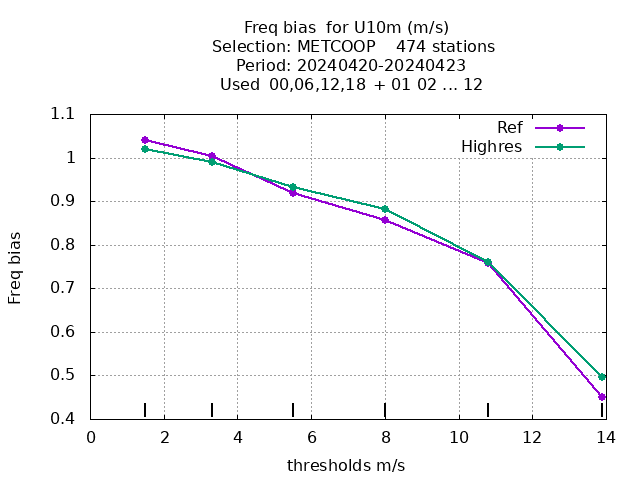 Freq bias  for U10m (m/s)
Selection: METCOOP    474 stations
Period: 20240420-20240423
Used  00,06,12,18  + 01 02 ... 12
Ref
Highres
1.1
1
0.9
0.8
0.7
0.6
0.5
0.4
Freq bias
0 2 4 6 8 10 12 14
thresholds m/s